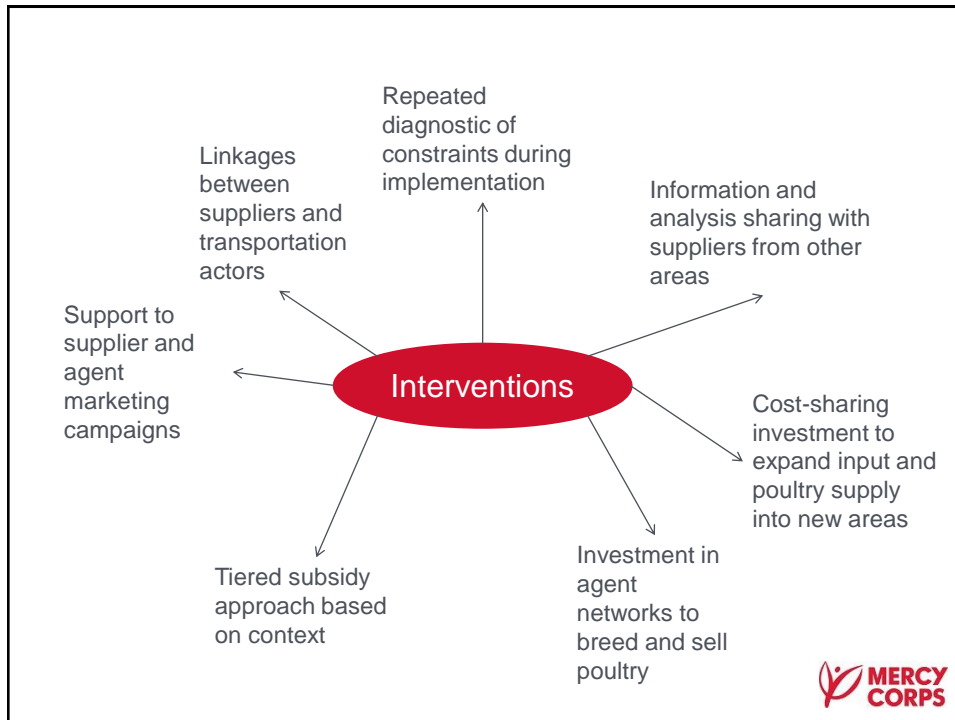 Repeated
diagnostic of
constraints during
implementation
Linkages
between
suppliers and
transportation
actors
Information and
analysis sharing with
suppliers from other
areas
Support to
supplier and
agent
marketing
campaigns
Interventions
Cost-sharing
investment to
expand input and
poultry supply
into new areas
Tiered subsidy
approach based
on context
Investment in
agent
networks to
breed and sell
poultry
MERCY
CORPS